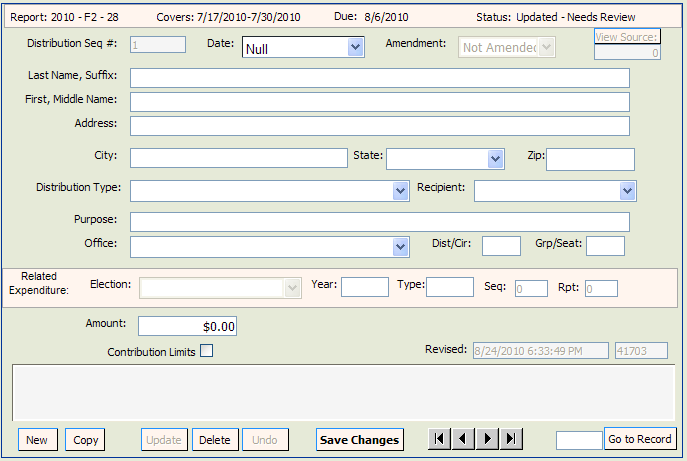 Report: 2010 - F2 - 28 Covers: 7/17/2010-7/30/2010 Due: 8/6/2010 Status: Updated - Needs Review
Distribution Seq #: 1 Date: Null Amendment: Not Amended View Source: 0
Last Name, Suffix:
First, Middle Name:
Address:
City: State: Zip:
Distribution Type: Recipient:
Purpose:
Office: Dist/Cir: Grp/Seat:
Related Expenditure: Election: Year: Type: Seq: 0 Rpt: 0
Amount: $0.00
Contribution Limits Revised: 8/24/2010 6:33:49 PM 41703
New Copy Update Delete Undo Save Changes Go to Record